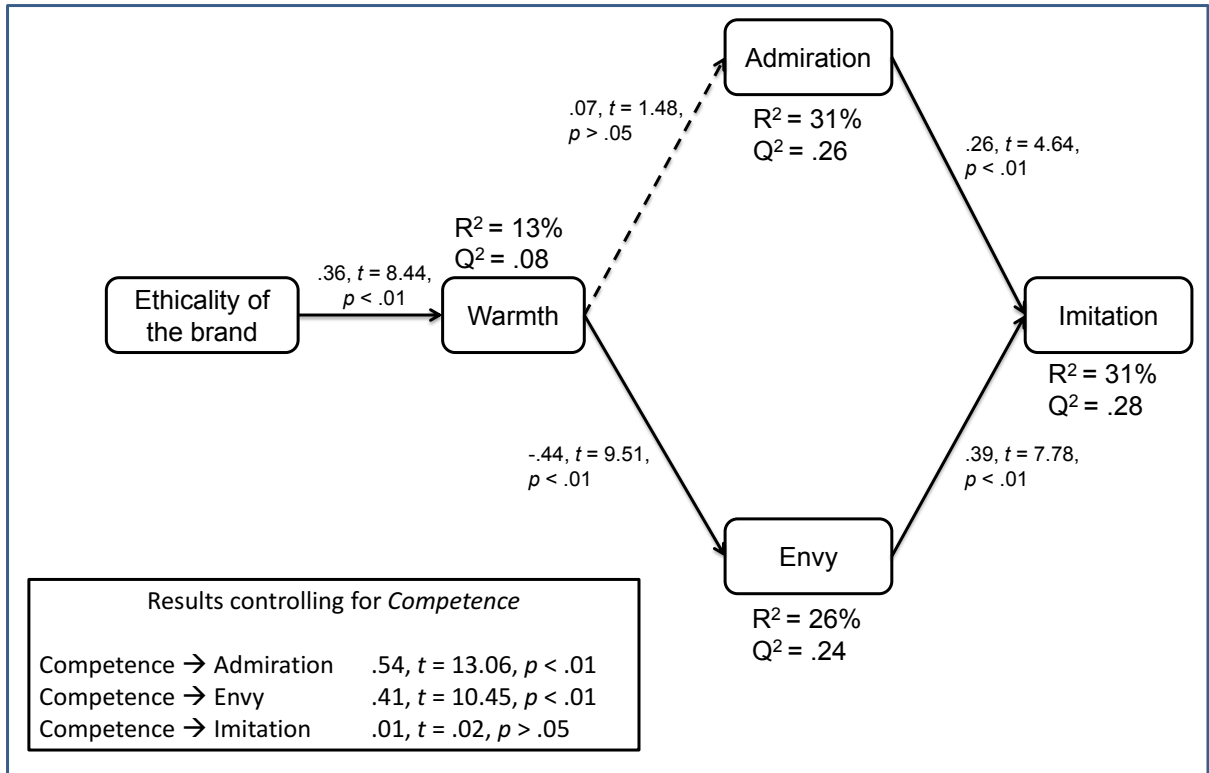 Admiration
R² = 31%
Q² = .26
.07, t = 1.48,
p > .05
.26, t = 4.64,
p < .01
R² = 13%
Q² = .08
.36, t = 8.44,
p < .01
Ethicality of
the brand
Warmth
Imitation
R² = 31%
Q² = .28
-.44, t = 9.51,
p < .01
.39, t = 7.78,
p < .01
Envy
R² = 26%
Q² = .24
Results controlling for Competence
Competence → Admiration .54, t = 13.06, p < .01
Competence → Envy .41, t = 10.45, p < .01
Competence → Imitation .01, t = .02, p > .05